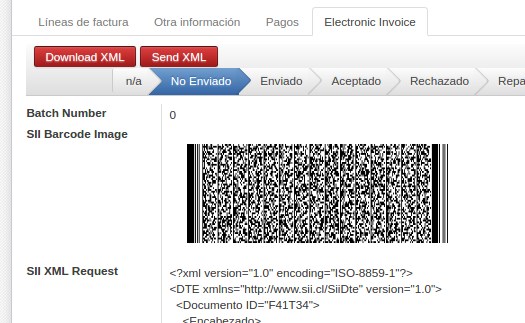 Líneas de factura Otra información Pagos Electronic Invoice
Download XML Send XML
n/a No Enviado Enviado Aceptado Rechazado Repa
Batch Number 0
SII Barcode Image
SII XML Request <?xml version="1.0" encoding="ISO-8859-1"?>
<DTE xmlns="http://www.sii.cl/SiiDte" version="1.0">
<Documento ID="F41T34">
<Encabezado>